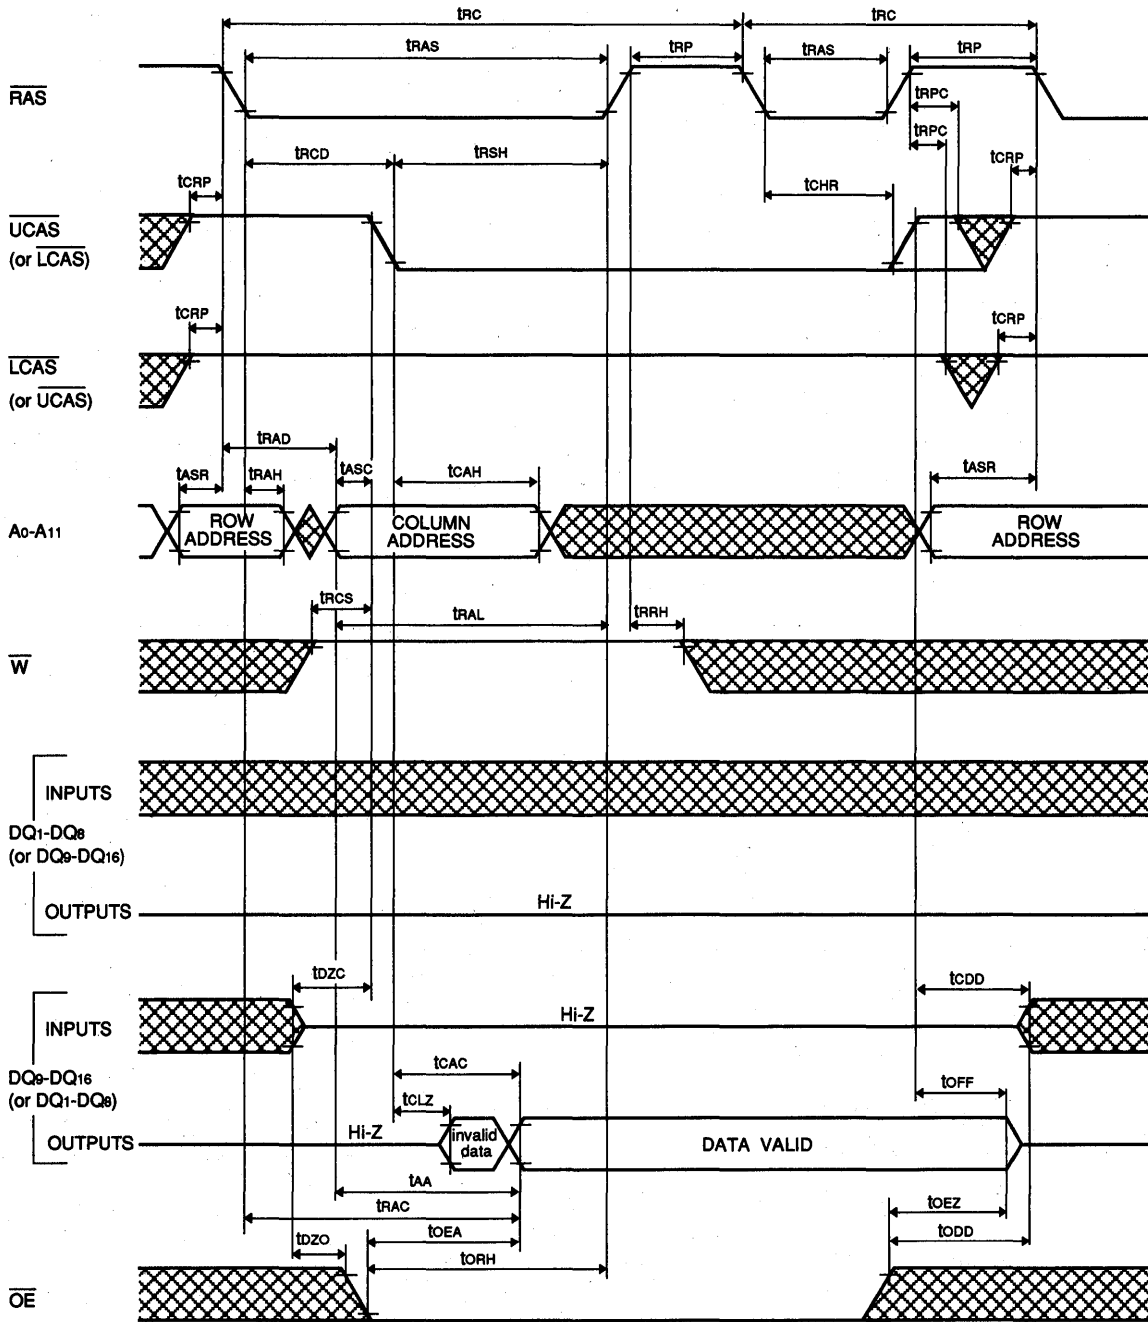 tRC tRC
tRAS tRP tRAS tRP
RAS
tRPC
tRPC
tRCD tRSH
tCRP tCHR tCRP
UCAS
(or LCAS)
tCRP tCRP
LCAS
(or UCAS)
tRAD
tASR tRAH tASC tCAH tASR
A0-A11 ROW ADDRESS COLUMN ADDRESS ROW ADDRESS
tRCS tRAL tRRH
W
INPUTS
DQ1-DQ8
(or DQ9-DQ16)
OUTPUTS Hi-Z
tDZC tCDD
INPUTS Hi-Z
tCAC
DQ9-DQ16
(or DQ1-DQ8)
tCLZ tOFF
OUTPUTS Hi-Z invalid data DATA VALID
tAA
tRAC tOEZ
tDZO tOEA tODD
tORH
OE